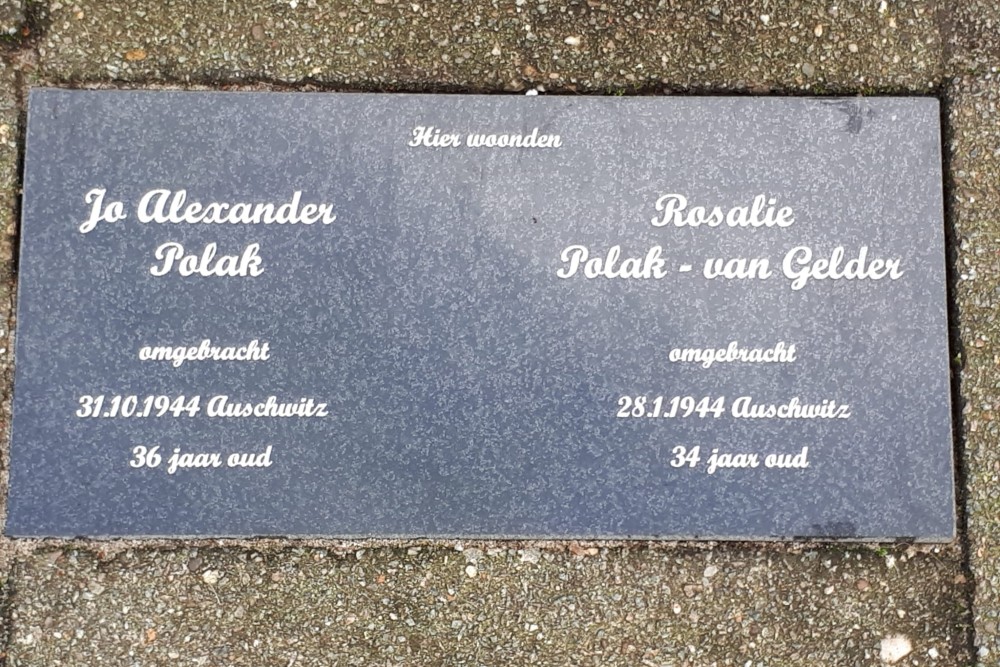 Hier woonden
Jo Alexander
Polak
omgebracht
31.10.1944 Auschwitz
36 jaar oud
Rosalie
Polak - van Gelder
omgebracht
28.1.1944 Auschwitz
34 jaar oud